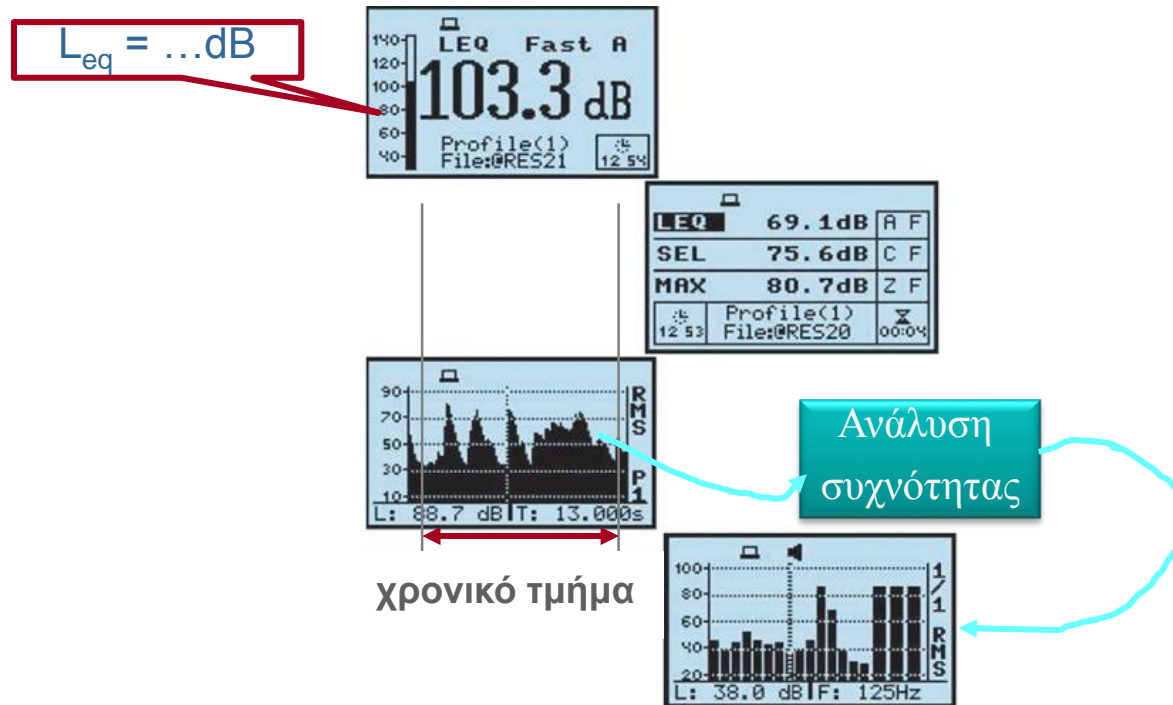 L_eq = …dB
LEQ Fast A
140
120
100
80
60
40
103.3 dB
Profile(1)
File:@RES21
12 54
LEQ 69.1dB A F
SEL 75.6dB C F
MAX 80.7dB Z F
12 53
Profile(1)
File:@RES20
00:04
90
70
50
30
10
RMS
P1
L: 88.7 dB T: 13.000s
χρονικό τμήμα
Ανάλυση
συχνότητας
100
80
60
40
20
1/1
RMS
L: 38.0 dB F: 125Hz